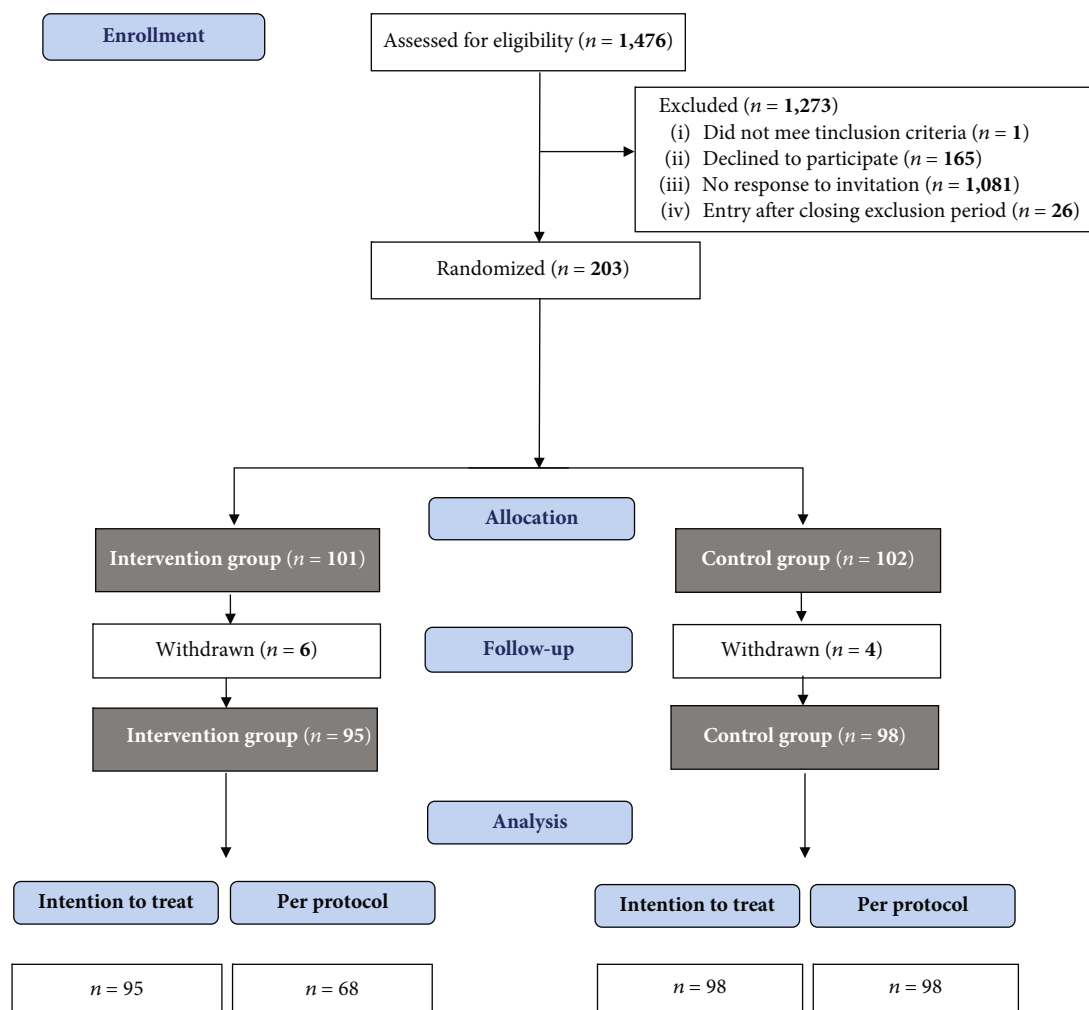 Enrollment
Assessed for eligibility (n = 1,476)
Excluded (n = 1,273)
(i) Did not mee tinclusion criteria (n = 1)
(ii) Declined to participate (n = 165)
(iii) No response to invitation (n = 1,081)
(iv) Entry after closing exclusion period (n = 26)
Randomized (n = 203)
Allocation
Intervention group (n = 101)
Control group (n = 102)
Withdrawn (n = 6)
Follow-up
Withdrawn (n = 4)
Intervention group (n = 95)
Control group (n = 98)
Analysis
Intention to treat
Per protocol
Intention to treat
Per protocol
n = 95
n = 68
n = 98
n = 98